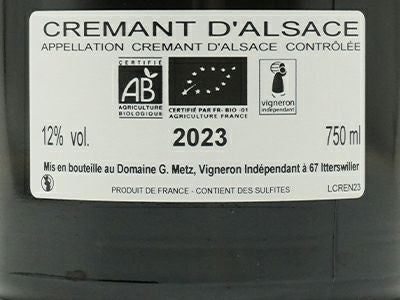 CREMANT D'ALSACE
APPELLATION CREMANT D'ALSACE CONTRÔLÉE
CERTIFIÉ
AB
AGRICULTURE
BIOLOGIQUE
CERTIFIÉ PAR FR- BIO -01
AGRICULTURE FRANCE
vigneron
indépendant
12% vol.
2023
750 ml
Mis en bouteille au Domaine G. Metz, Vigneron Indépendant à 67 Itterswiller
PRODUIT DE FRANCE - CONTIENT DES SULFITES
LCREN23